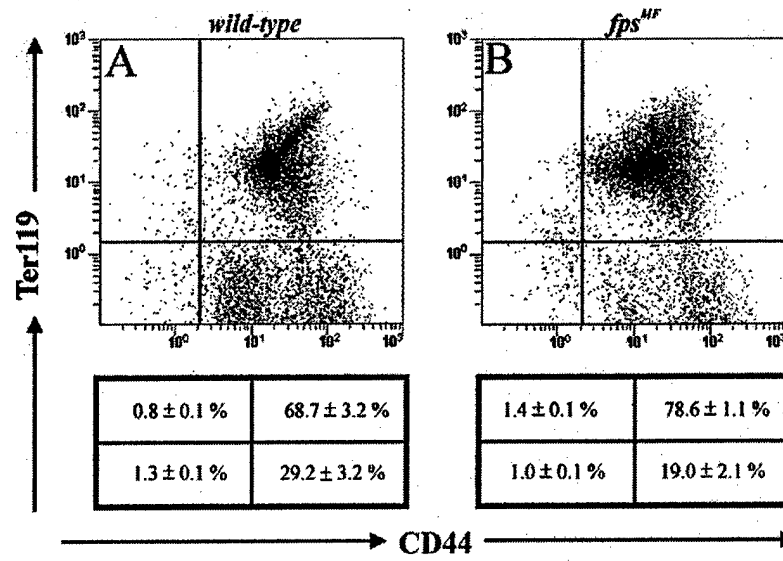 wild-type
fps^MF
A
B
10³
10²
10¹
10⁰
10⁰ 10¹ 10² 10³
10³
10²
10¹
10⁰
10⁰ 10¹ 10² 10³
Ter119
0.8 ± 0.1 % 68.7 ± 3.2 %
1.3 ± 0.1 % 29.2 ± 3.2 %
1.4 ± 0.1 % 78.6 ± 1.1 %
1.0 ± 0.1 % 19.0 ± 2.1 %
CD44